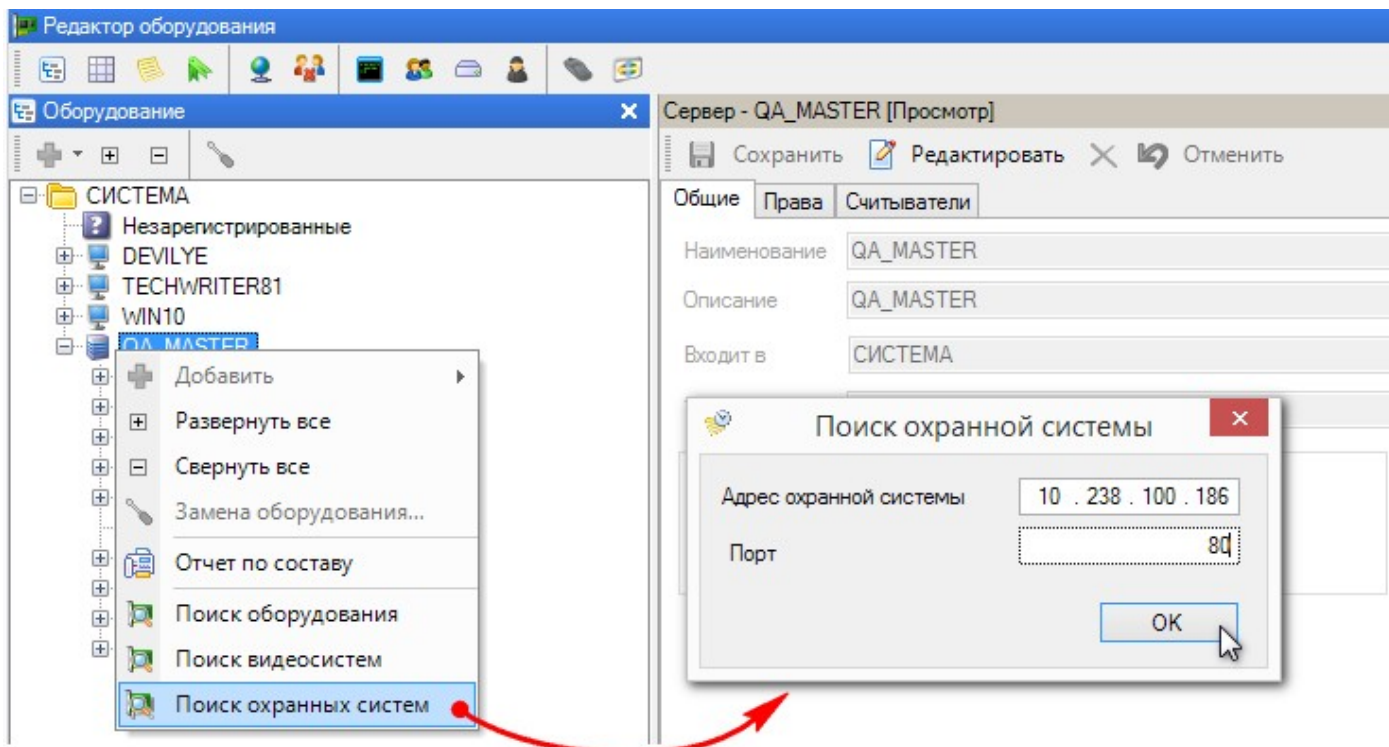 Редактор оборудования
Оборудование
СИСТЕМА
Незарегистрированные
DEVILYE
TECHWRITER81
WIN10
QA_MASTER
Добавить
Развернуть все
Свернуть все
Замена оборудования...
Отчет по составу
Поиск оборудования
Поиск видеосистем
Поиск охранных систем
Сервер - QA_MASTER [Просмотр]
Сохранить Редактировать Отменить
Общие Права Считыватели
Наименование QA_MASTER
Описание QA_MASTER
Входит в СИСТЕМА
Поиск охранной системы
Адрес охранной системы 10 . 238 . 100 . 186
Порт 80
OK